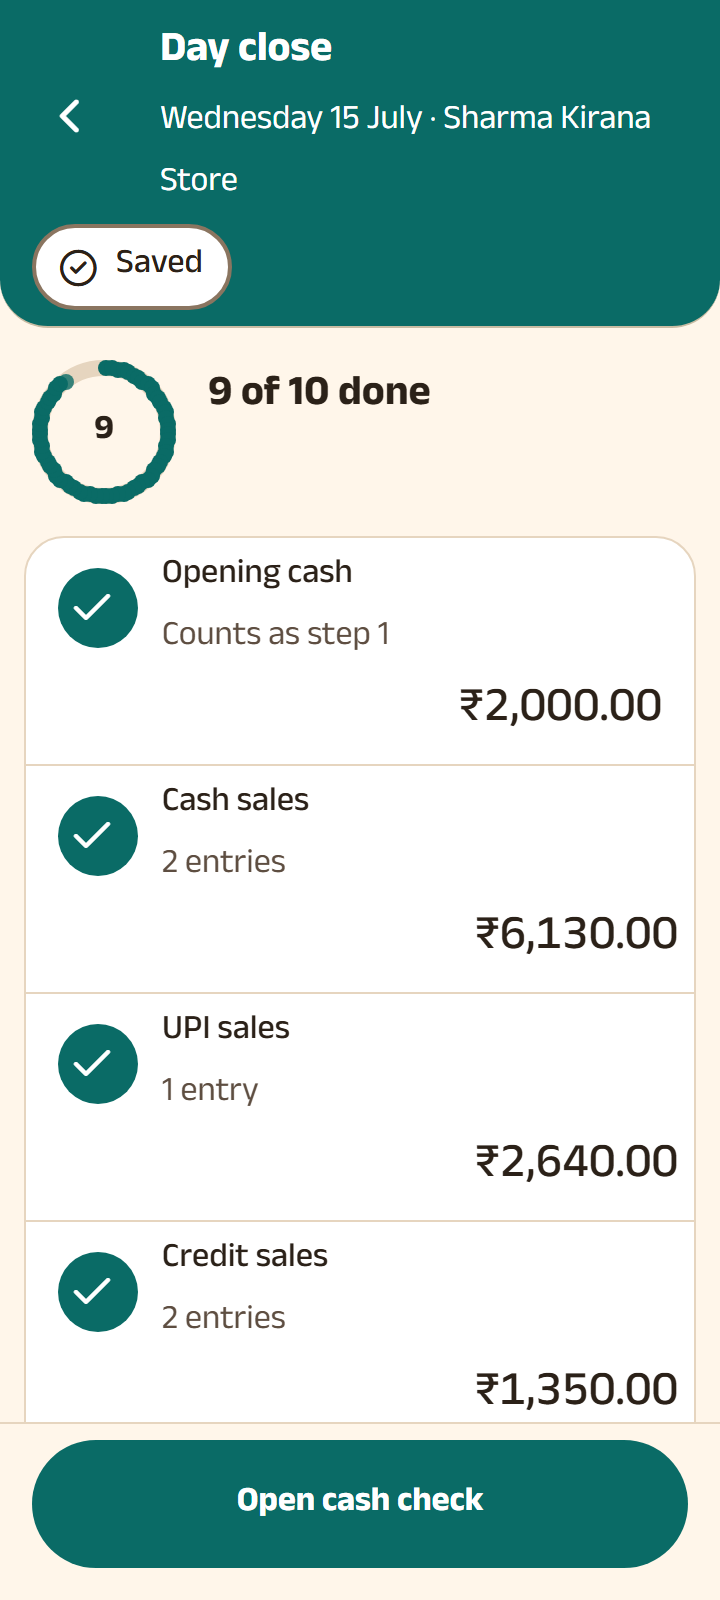 Day close
Wednesday 15 July · Sharma Kirana
Store
Saved
9 of 10 done
9
Opening cash
Counts as step 1
₹2,000.00
Cash sales
2 entries
₹6,130.00
UPI sales
1 entry
₹2,640.00
Credit sales
2 entries
₹1,350.00
Open cash check